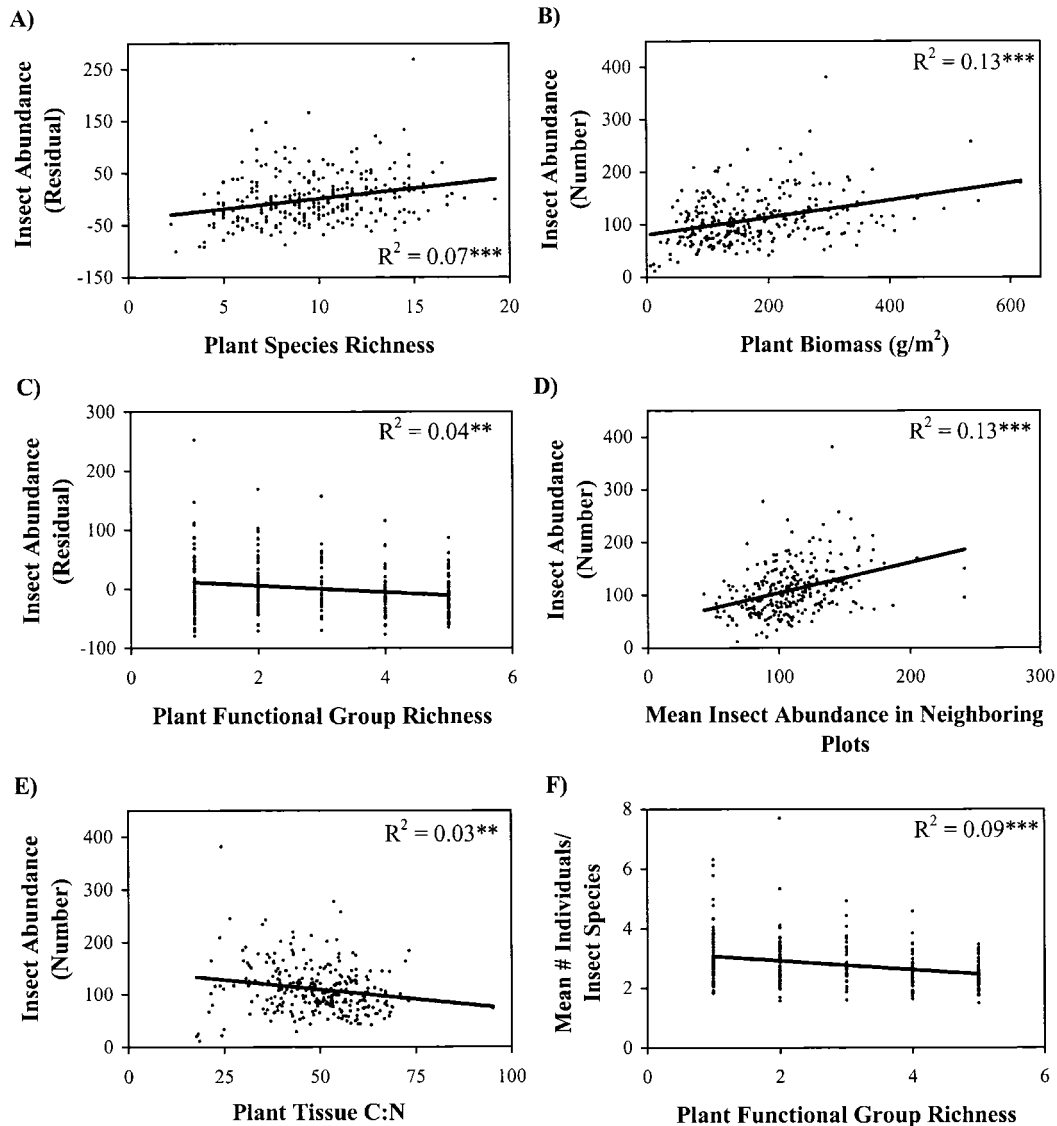 A)
Insect Abundance
(Residual)
250
150
50
-50
-150
R² = 0.07***
0 5 10 15 20
Plant Species Richness
B)
Insect Abundance
(Number)
400
300
200
100
0
R² = 0.13***
0 200 400 600
Plant Biomass (g/m²)
C)
Insect Abundance
(Residual)
300
200
100
0
-100
R² = 0.04**
0 2 4 6
Plant Functional Group Richness
D)
Insect Abundance
(Number)
400
300
200
100
0
R² = 0.13***
0 100 200 300
Mean Insect Abundance in Neighboring
Plots
E)
Insect Abundance
(Number)
400
300
200
100
0
R² = 0.03**
0 25 50 75 100
Plant Tissue C:N
F)
Mean # Individuals/
Insect Species
8
6
4
2
0
R² = 0.09***
0 2 4 6
Plant Functional Group Richness